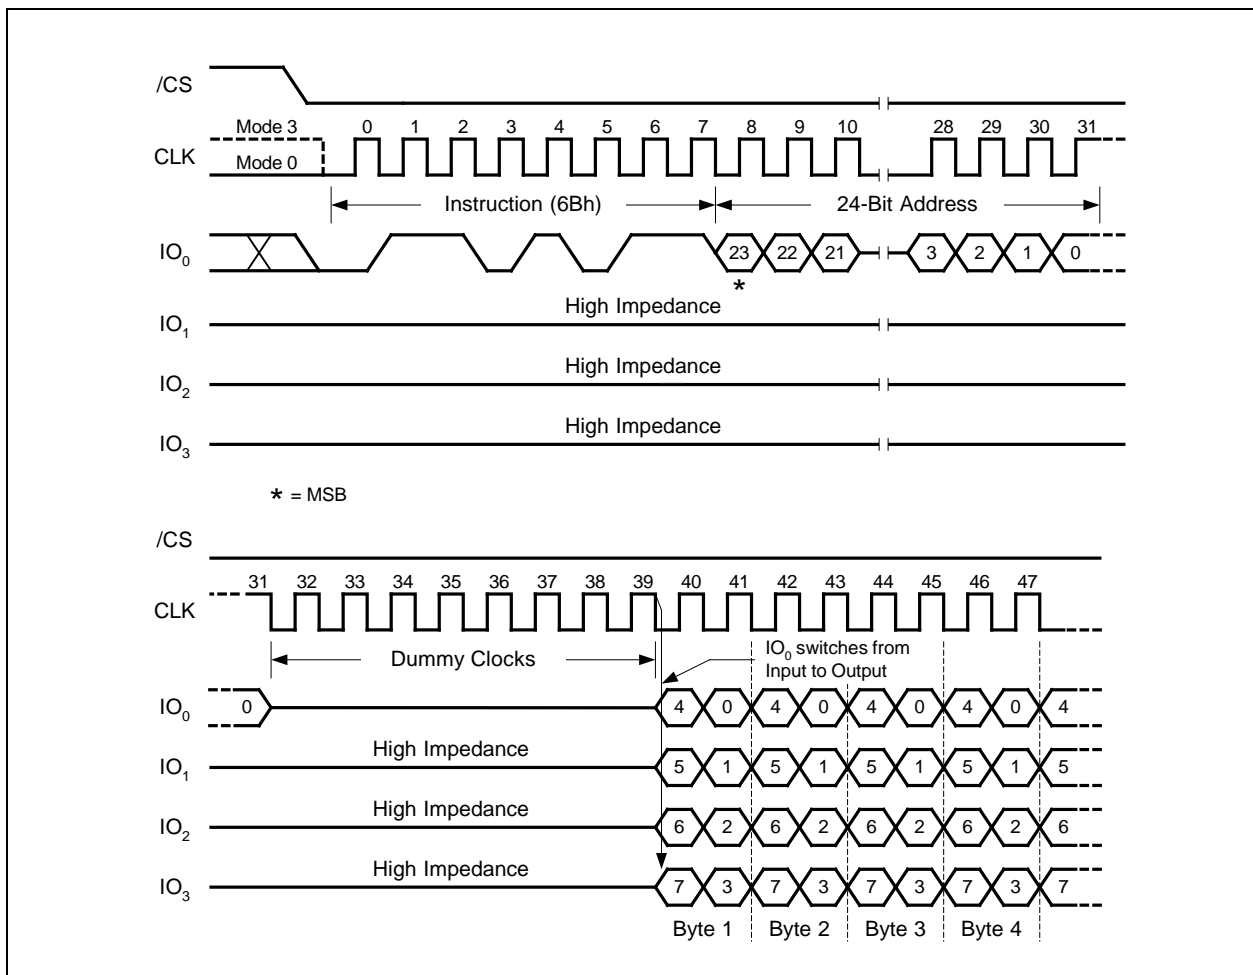 /CS
Mode 3 0 1 2 3 4 5 6 7 8 9 10 28 29 30 31
CLK
Mode 0
Instruction (6Bh) 24-Bit Address
IO0 23 22 21 3 2 1 0
*
High Impedance
IO1
High Impedance
IO2
High Impedance
IO3
* = MSB
/CS
31 32 33 34 35 36 37 38 39 40 41 42 43 44 45 46 47
CLK
Dummy Clocks
IO0 switches from
Input to Output
IO0 0 4 0 4 0 4 0 4 0 4
High Impedance
IO1 5 1 5 1 5 1 5 1 5
High Impedance
IO2 6 2 6 2 6 2 6 2 6
High Impedance
IO3 7 3 7 3 7 3 7 3 7
Byte 1 Byte 2 Byte 3 Byte 4